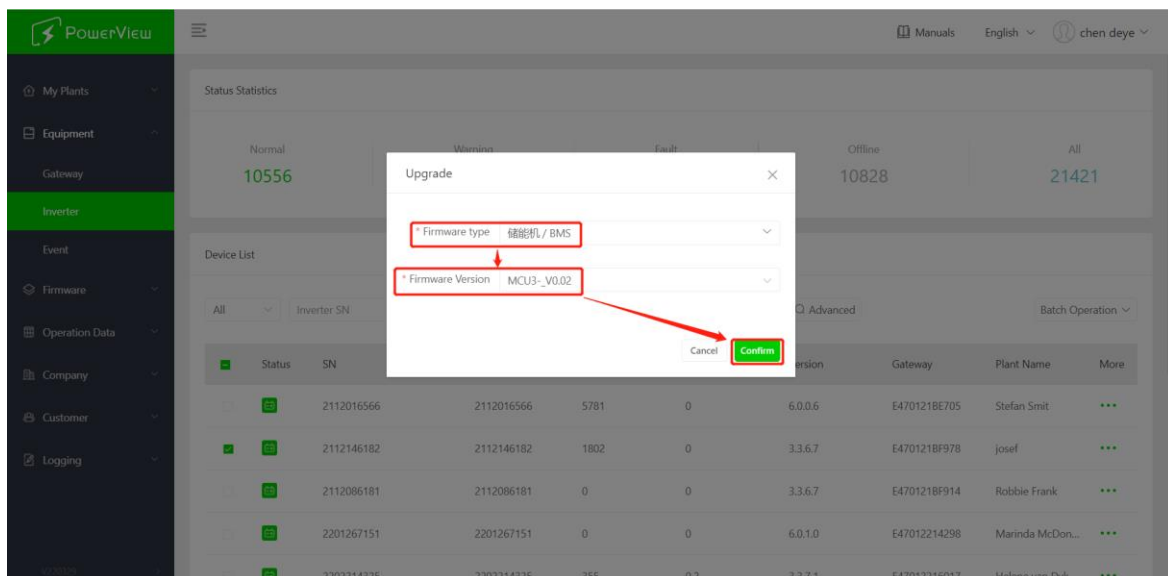 PowerView
Manuals English chen deye
My Plants
Equipment
Gateway
Inverter
Event
Firmware
Operation Data
Company
Customer
Logging
Status Statistics
Normal Warning Fault Offline All
10556 10828 21421
Upgrade
* Firmware type 储能机 / BMS
* Firmware Version MCU3-_V0.02
Cancel Confirm
Device List
All Inverter SN Advanced Batch Operation
Status SN ersion Gateway Plant Name More
2112016566 2112016566 5781 0 6.0.0.6 E470121BE705 Stefan Smit
2112146182 2112146182 1802 0 3.3.6.7 E470121BF978 josef
2112086181 2112086181 0 0 3.3.6.7 E470121BF914 Robbie Frank
2201267151 2201267151 0 0 6.0.1.0 E47012214298 Marinda McDon...